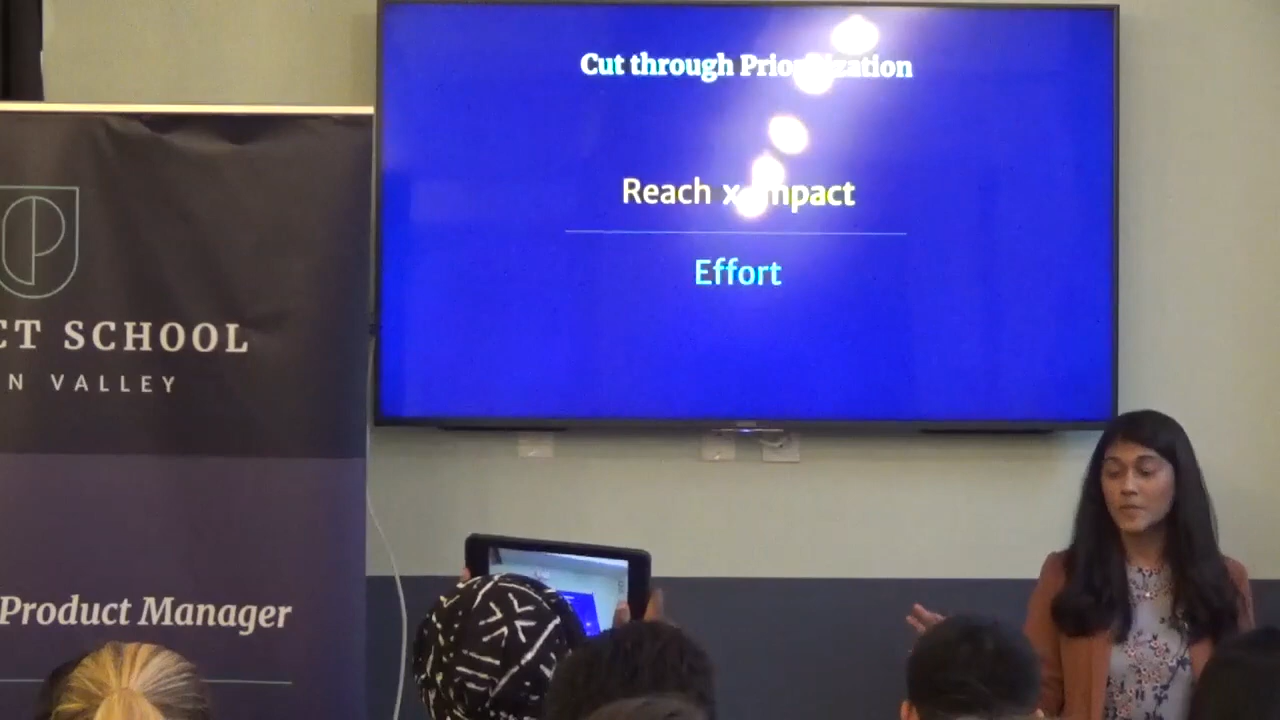 Cut through Prioritization
Reach x Impact
Effort
CT SCHOOL
N VALLEY
Product Manager